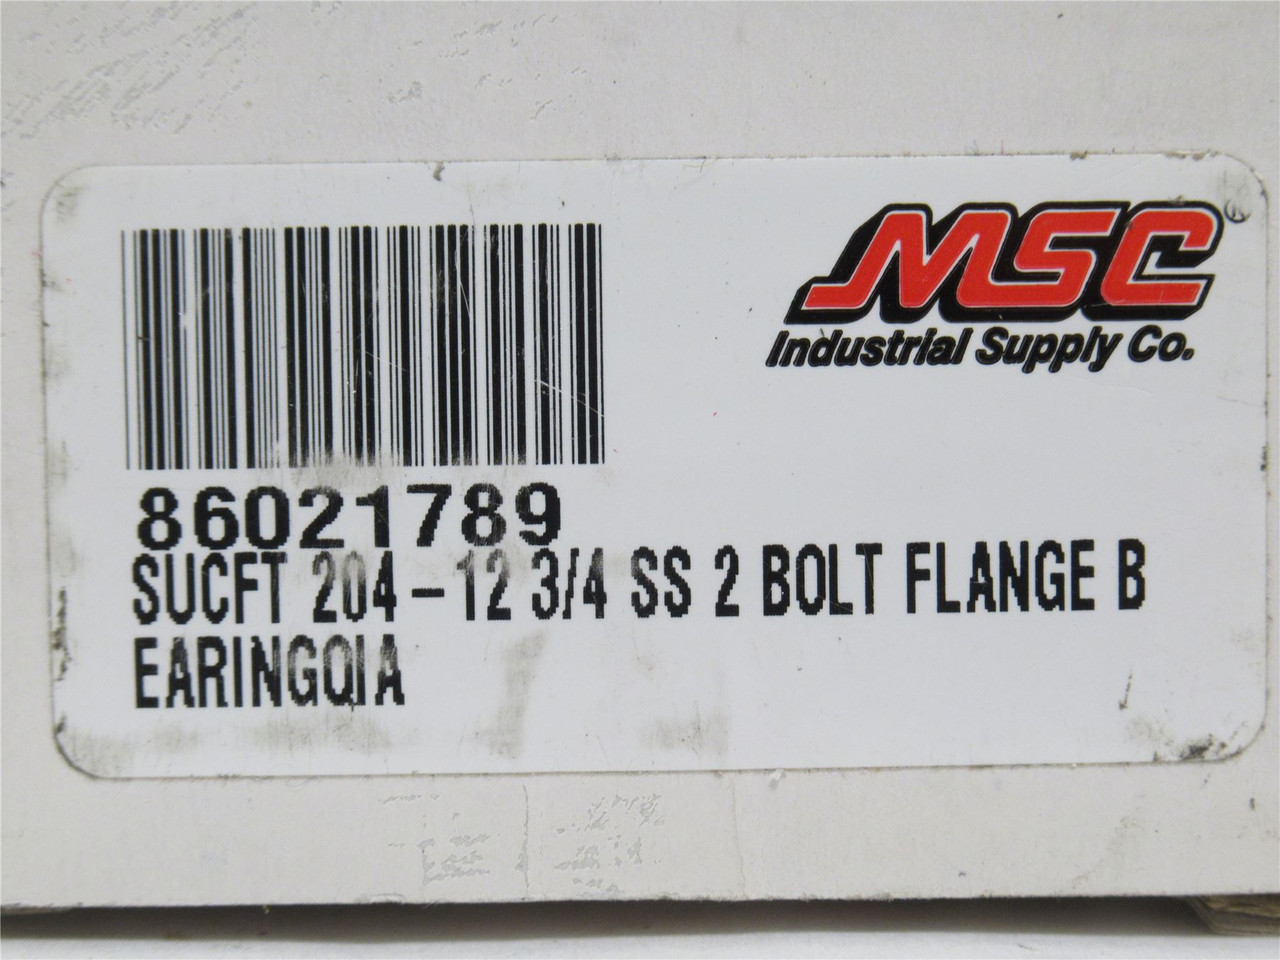 MSC®
Industrial Supply Co.
86021789
SUCFT 204-12 3/4 SS 2 BOLT FLANGE B
EARINGQIA